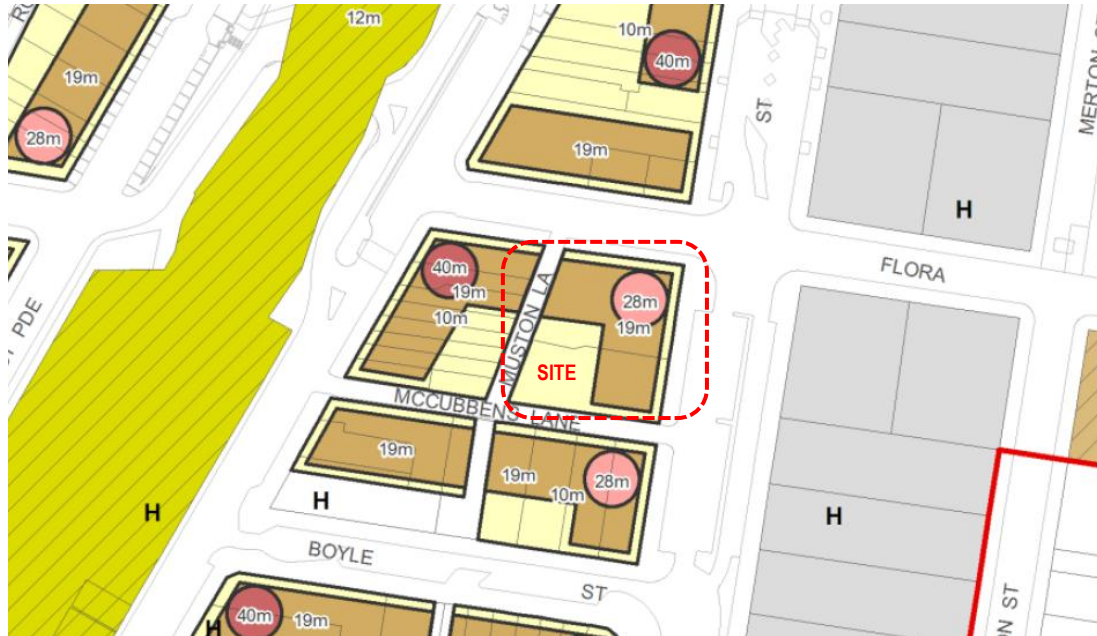 12m
10m
40m
19m
28m
ST
MERTON
19m
H
FLORA
40m
19m
10m
MUSTON LA
28m
19m
SITE
PDE
MCCUBBENS LANE
19m
19m
28m
10m
H
H
H
BOYLE
ST
40m
19m
H
ST